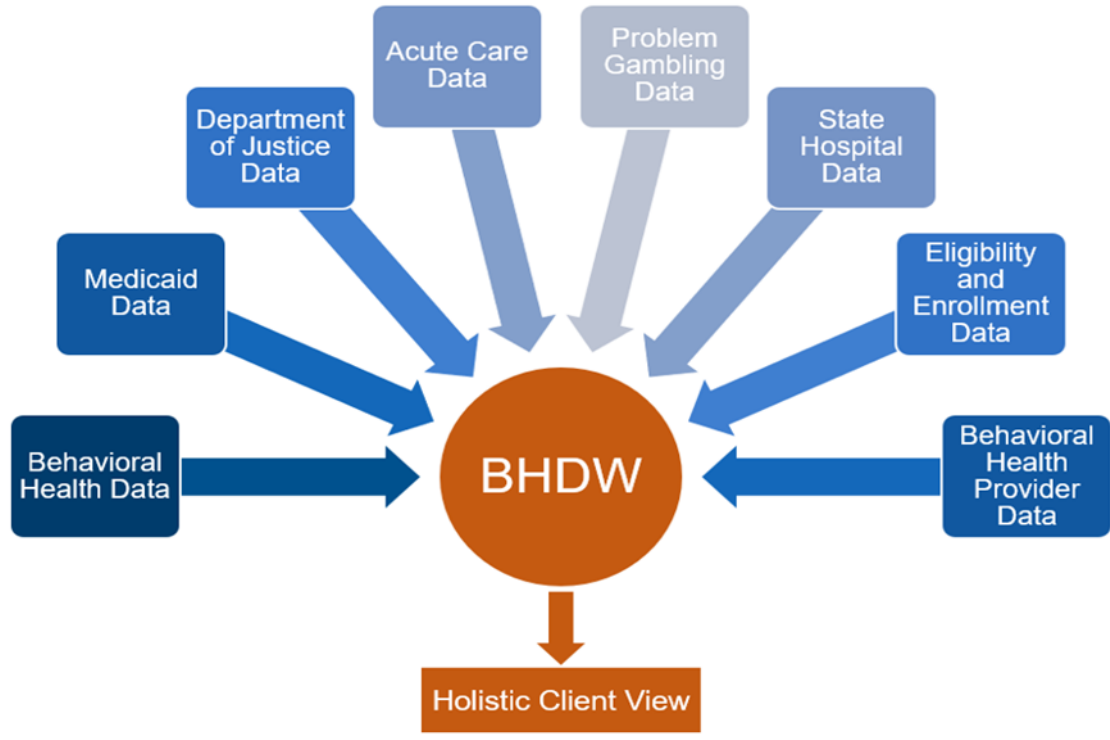 Acute Care
Data
Problem
Gambling
Data
Department
of Justice
Data
State
Hospital
Data
Medicaid
Data
Eligibility
and
Enrollment
Data
Behavioral
Health Data
BHDW
Behavioral
Health
Provider
Data
Holistic Client View